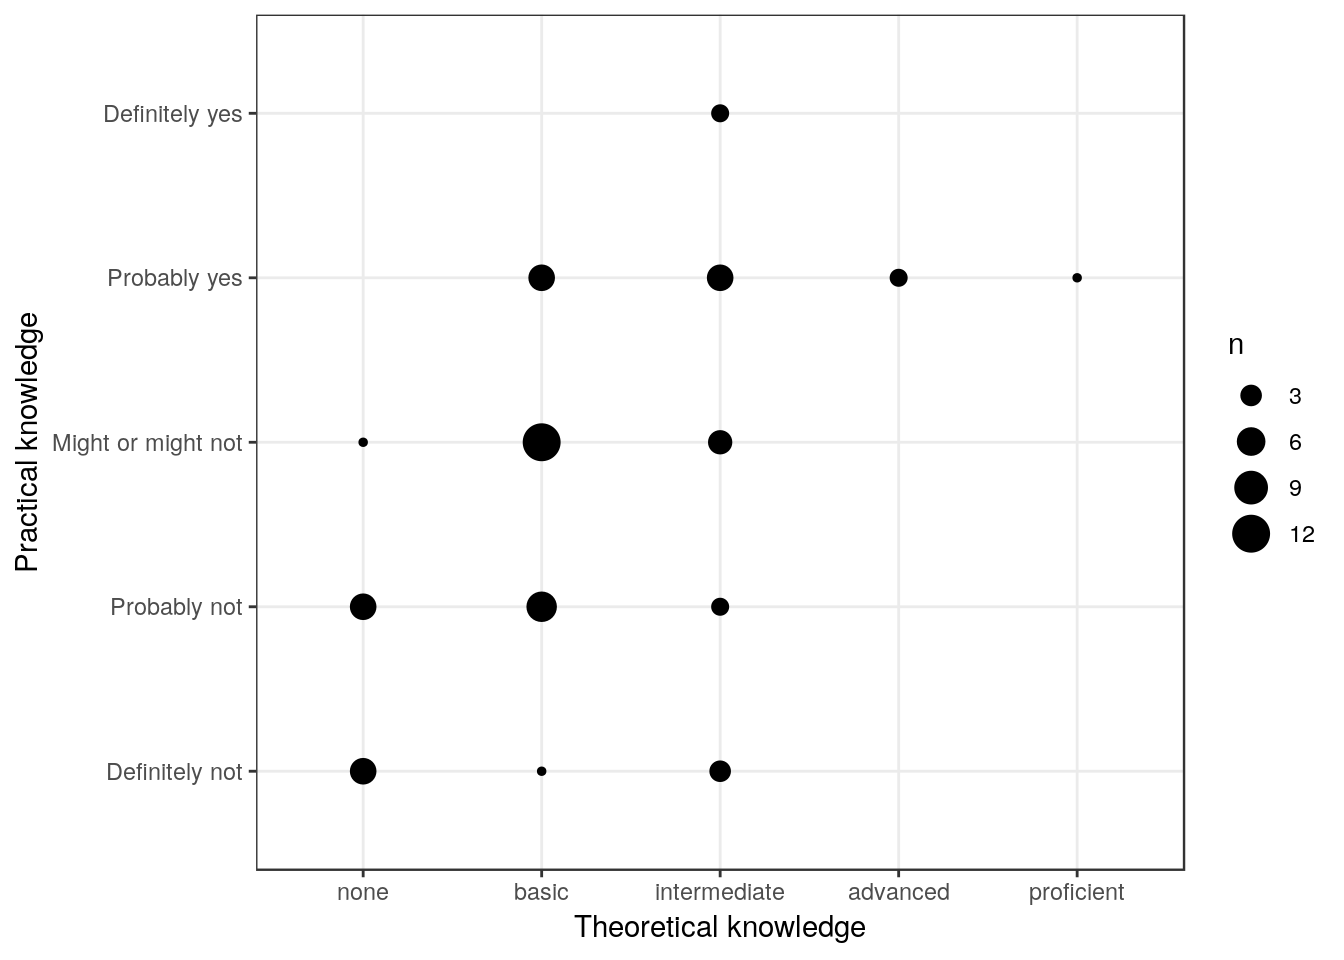 Definitely yes
Probably yes
Might or might not
Probably not
Definitely not
Practical knowledge
none basic intermediate advanced proficient
Theoretical knowledge
n
3
6
9
12